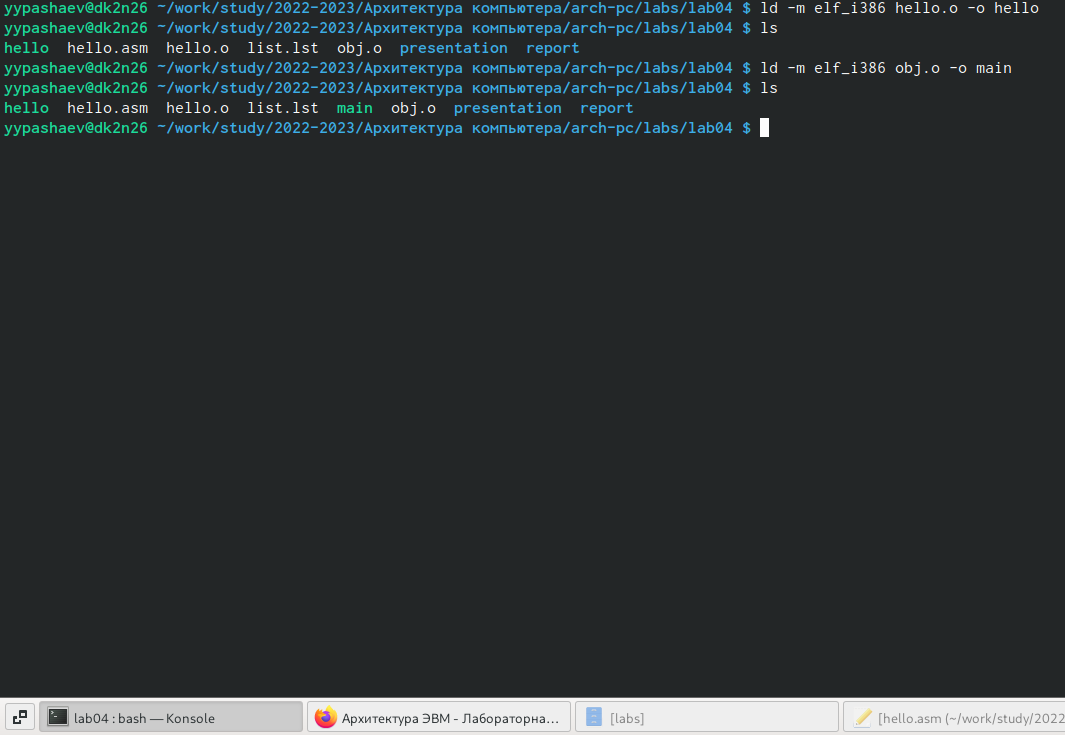 yypashaev@dk2n26 ~/work/study/2022-2023/Архитектура компьютера/arch-pc/labs/lab04 $ ld -m elf_i386 hello.o -o hello
yypashaev@dk2n26 ~/work/study/2022-2023/Архитектура компьютера/arch-pc/labs/lab04 $ ls
hello  hello.asm  hello.o  list.lst  obj.o  presentation  report
yypashaev@dk2n26 ~/work/study/2022-2023/Архитектура компьютера/arch-pc/labs/lab04 $ ld -m elf_i386 obj.o -o main
yypashaev@dk2n26 ~/work/study/2022-2023/Архитектура компьютера/arch-pc/labs/lab04 $ ls
hello  hello.asm  hello.o  list.lst  main  obj.o  presentation  report
yypashaev@dk2n26 ~/work/study/2022-2023/Архитектура компьютера/arch-pc/labs/lab04 $
lab04 : bash — Konsole
Архитектура ЭВМ - Лабораторна...
[labs]
[hello.asm (~/work/study/2022